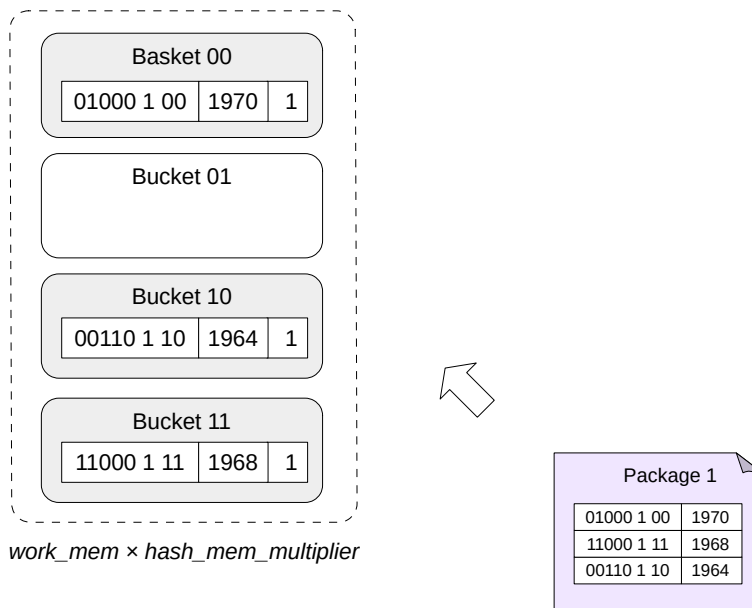 Basket 00
01000 1 00 1970 1
Bucket 01
Bucket 10
00110 1 10 1964 1
Bucket 11
11000 1 11 1968 1
work_mem × hash_mem_multiplier
Package 1
01000 1 00 1970
11000 1 11 1968
00110 1 10 1964